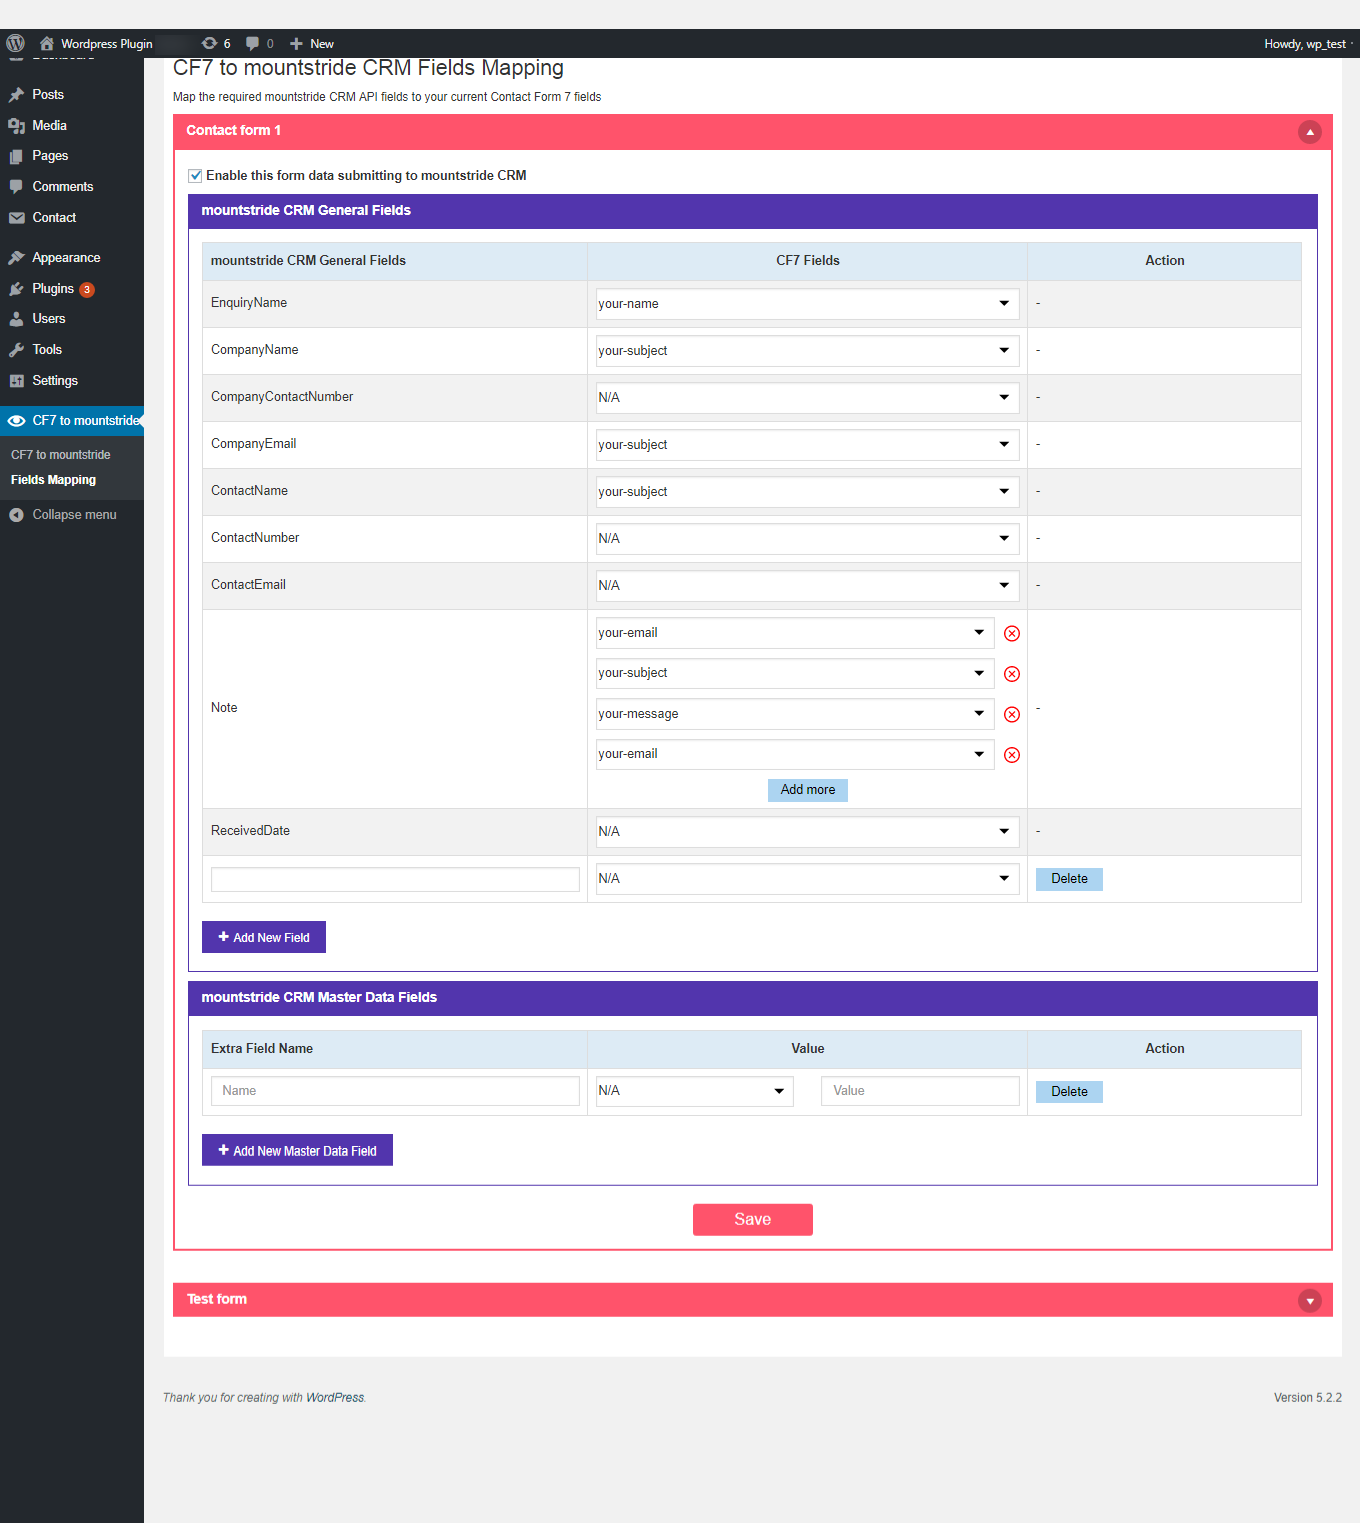 Wordpress Plugin
6
0
New
Howdy, wp_test
Posts
Media
Pages
Comments
Contact
Appearance
Plugins 3
Users
Tools
Settings
CF7 to mountstride
CF7 to mountstride
Fields Mapping
Collapse menu
CF7 to mountstride CRM Fields Mapping
Map the required mountstride CRM API fields to your current Contact Form 7 fields
Contact form 1
Enable this form data submitting to mountstride CRM
mountstride CRM General Fields
mountstride CRM General Fields CF7 Fields Action
EnquiryName your-name -
CompanyName your-subject -
CompanyContactNumber N/A -
CompanyEmail your-subject -
ContactName your-subject -
ContactNumber N/A -
ContactEmail N/A -
your-email
your-subject
Note -
your-message
your-email
Add more
ReceivedDate N/A -
N/A Delete
+ Add New Field
mountstride CRM Master Data Fields
Extra Field Name Value Action
Name N/A Value Delete
+ Add New Master Data Field
Save
Test form
Thank you for creating with WordPress.
Version 5.2.2